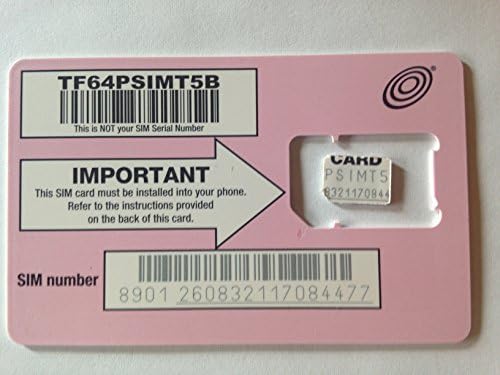 TF64PSIMT5B
This is NOT your SIM Serial Number
IMPORTANT
This SIM card must be installed into your phone.
Refer to the instructions provided
on the back of this card.
CARD
PSIMT5
8321170844
SIM number
8901 260832117084477